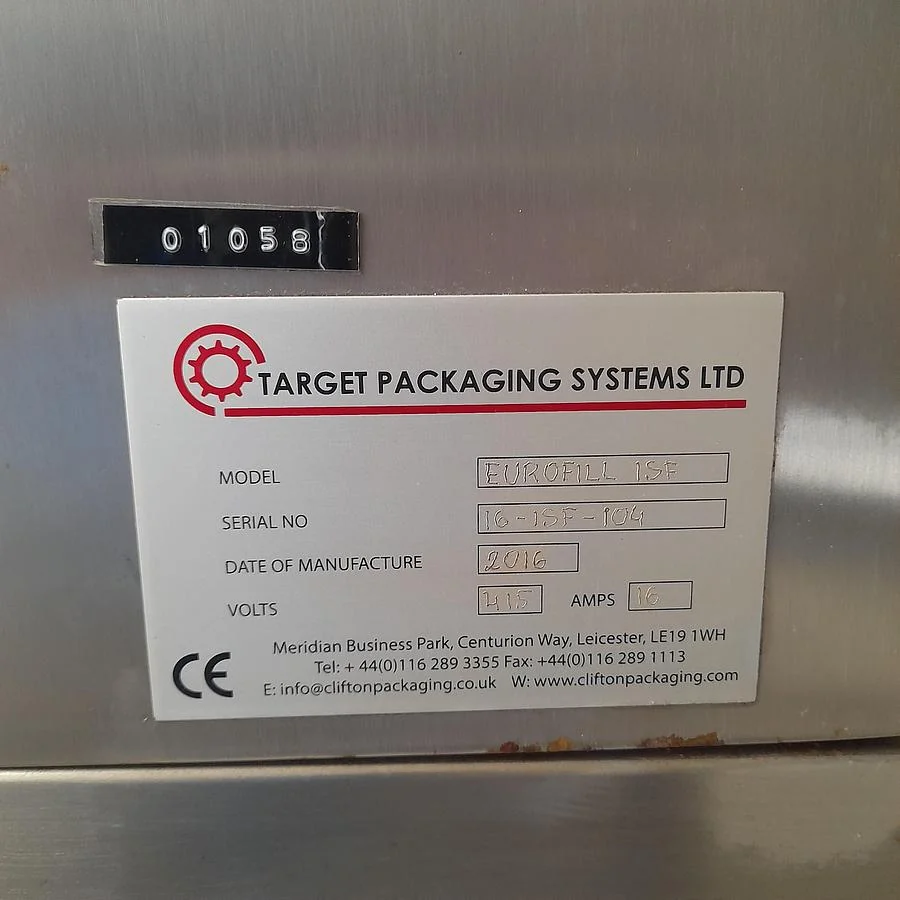 01058
TARGET PACKAGING SYSTEMS LTD
MODEL EUROFILL 1SF
SERIAL NO 16-1SF-104
DATE OF MANUFACTURE 2016
VOLTS 415 AMPS 16
Meridian Business Park, Centurion Way, Leicester, LE19 1WH
Tel: + 44(0)116 289 3355 Fax: +44(0)116 289 1113
CE E: info@cliftonpackaging.co.uk W: www.cliftonpackaging.com